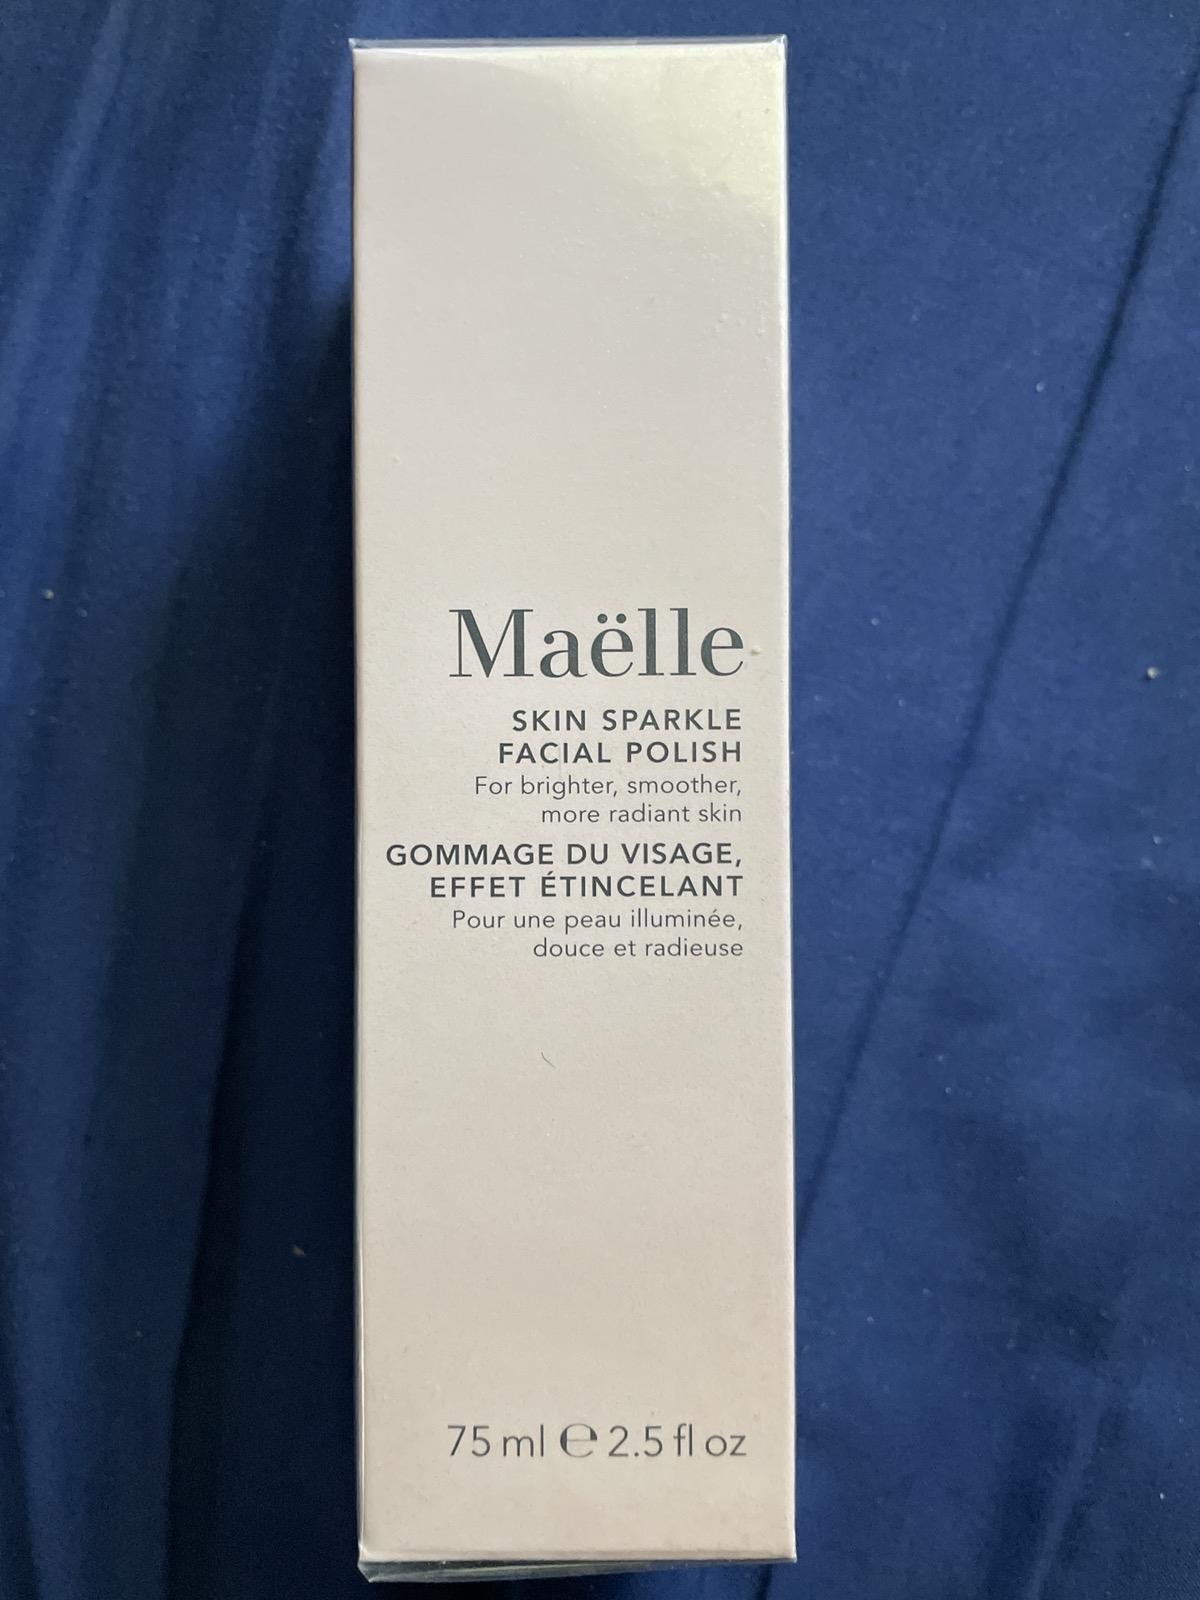 Maëlle
SKIN SPARKLE
FACIAL POLISH
For brighter, smoother,
more radiant skin
GOMMAGE DU VISAGE,
EFFET ÉTINCELANT
Pour une peau illuminée,
douce et radieuse
75 ml ℮ 2.5 fl oz